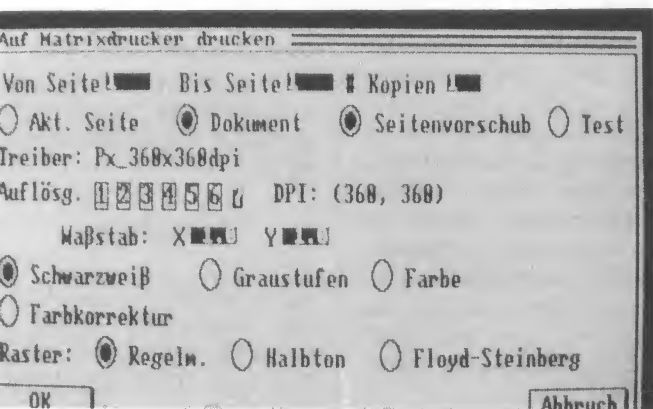 Auf Matrixdrucker drucken
Von Seite Bis Seite # Kopien
Akt. Seite Dokument Seitenvorschub Test
Treiber: Px_360x360dpi
Auflösg. 1 2 3 4 5 6 DPI: (360, 360)
Maßstab: X Y
Schwarzweiß Graustufen Farbe
Farbkorrektur
Raster: Regelm. Halbton Floyd-Steinberg
OK Abbruch